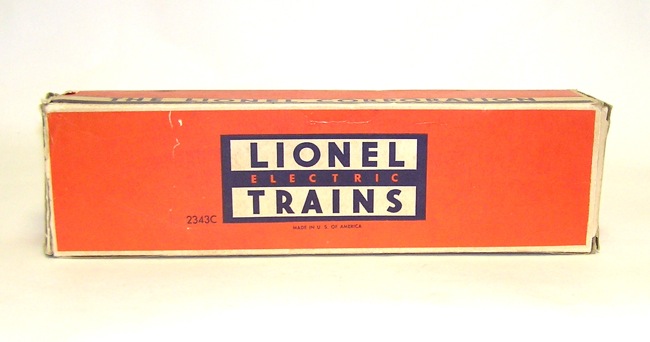 THE LIONEL CORPORATION
LIONEL
ELECTRIC
TRAINS
2343C
MADE IN U. S. OF AMERICA